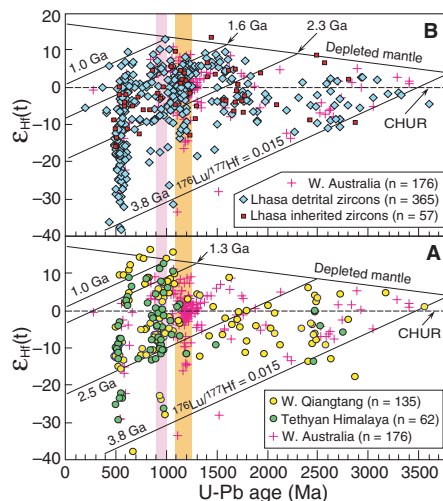 B
20
10
0
−10
−20
−30
−40
εHf(t)
1.0 Ga
1.6 Ga
2.3 Ga
Depleted mantle
CHUR
3.8 Ga
176Lu/177Hf = 0.015
W. Australia (n = 176)
Lhasa detrital zircons (n = 365)
Lhasa inherited zircons (n = 57)
A
10
0
−10
−20
−30
−40
εHf(t)
1.0 Ga
1.3 Ga
Depleted mantle
CHUR
2.5 Ga
3.8 Ga
176Lu/177Hf = 0.015
W. Qiangtang (n = 135)
Tethyan Himalaya (n = 62)
W. Australia (n = 176)
0 500 1000 1500 2000 2500 3000 3500
U-Pb age (Ma)